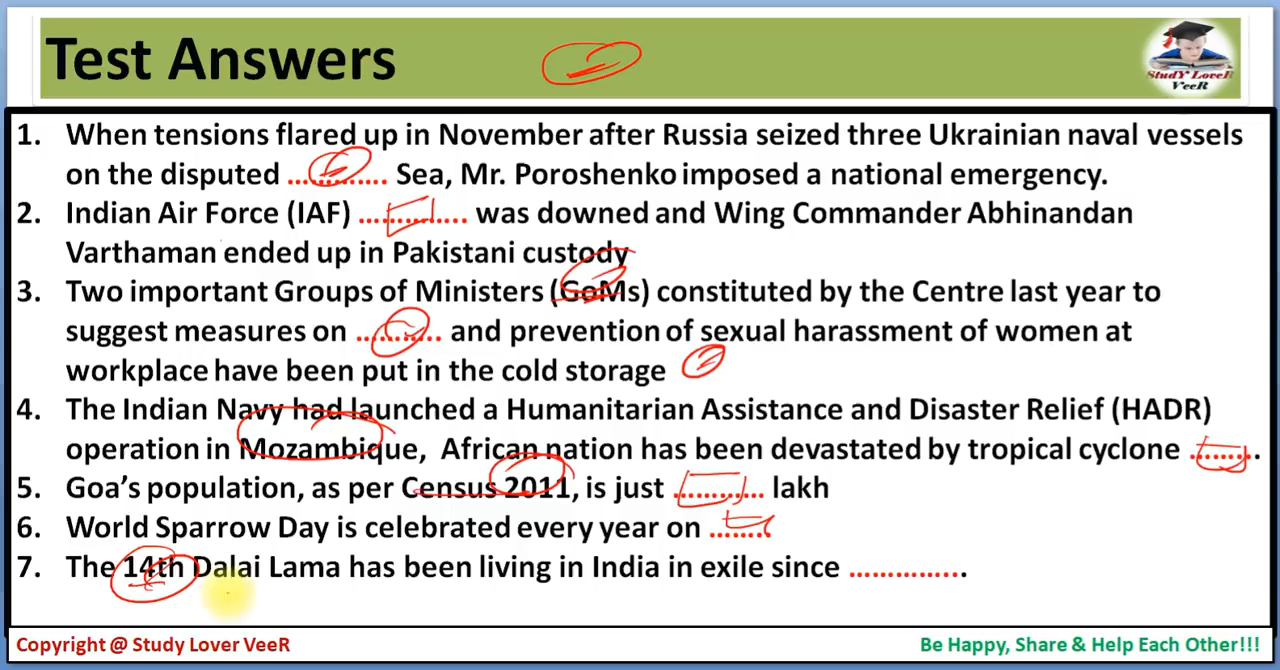 Test Answers
StudY LoveR
VeeR
1. When tensions flared up in November after Russia seized three Ukrainian naval vessels
on the disputed .............. Sea, Mr. Poroshenko imposed a national emergency.
2. Indian Air Force (IAF) ............... was downed and Wing Commander Abhinandan
Varthaman ended up in Pakistani custody
3. Two important Groups of Ministers (GoMs) constituted by the Centre last year to
suggest measures on ............ and prevention of sexual harassment of women at
workplace have been put in the cold storage
4. The Indian Navy had launched a Humanitarian Assistance and Disaster Relief (HADR)
operation in Mozambique, African nation has been devastated by tropical cyclone ..........
5. Goa's population, as per Census 2011, is just ............ lakh
6. World Sparrow Day is celebrated every year on ........
7. The 14th Dalai Lama has been living in India in exile since ...............
Copyright @ Study Lover VeeR
Be Happy, Share & Help Each Other!!!